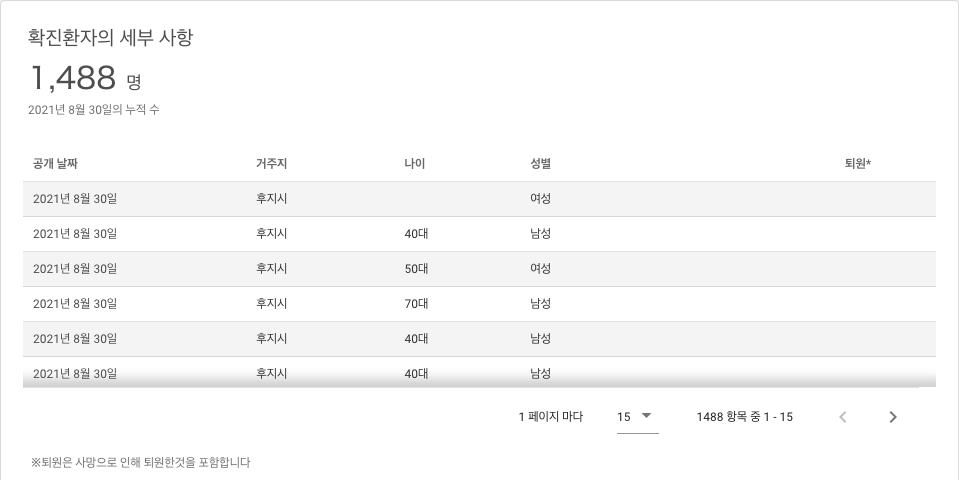 확진환자의 세부 사항
1,488 명
2021년 8월 30일의 누적 수
공개 날짜 거주지 나이 성별 퇴원*
2021년 8월 30일 후지시 여성
2021년 8월 30일 후지시 40대 남성
2021년 8월 30일 후지시 50대 여성
2021년 8월 30일 후지시 70대 남성
2021년 8월 30일 후지시 40대 남성
2021년 8월 30일 후지시 40대 남성
1 페이지 마다 15 1488 항목 중 1 - 15
※퇴원은 사망으로 인해 퇴원한것을 포함합니다